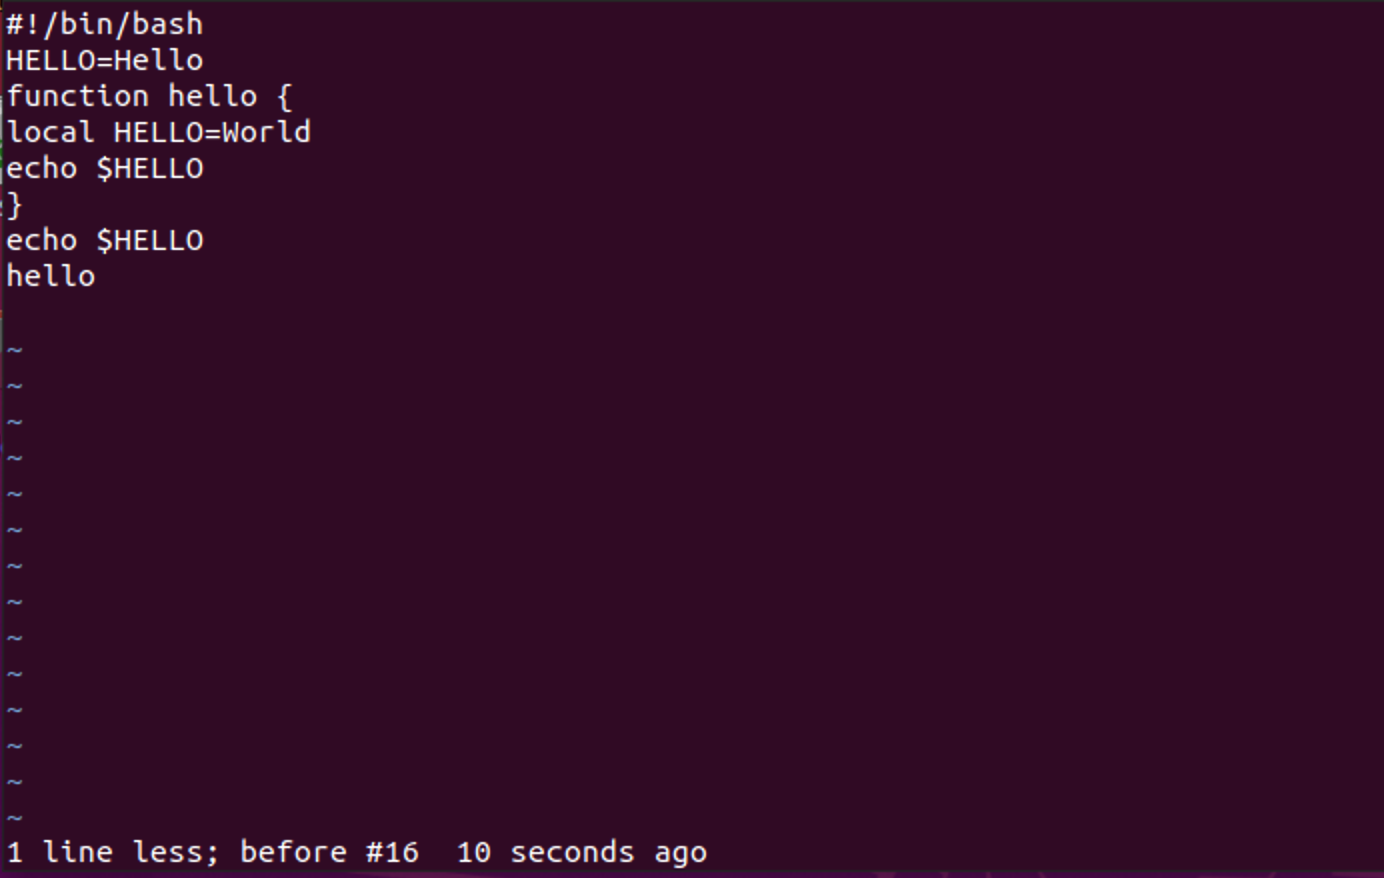 #!/bin/bash
HELLO=Hello
function hello {
local HELLO=World
echo $HELLO
}
echo $HELLO
hello
~
~
~
~
~
~
~
~
~
~
~
~
~
~
1 line less; before #16  10 seconds ago